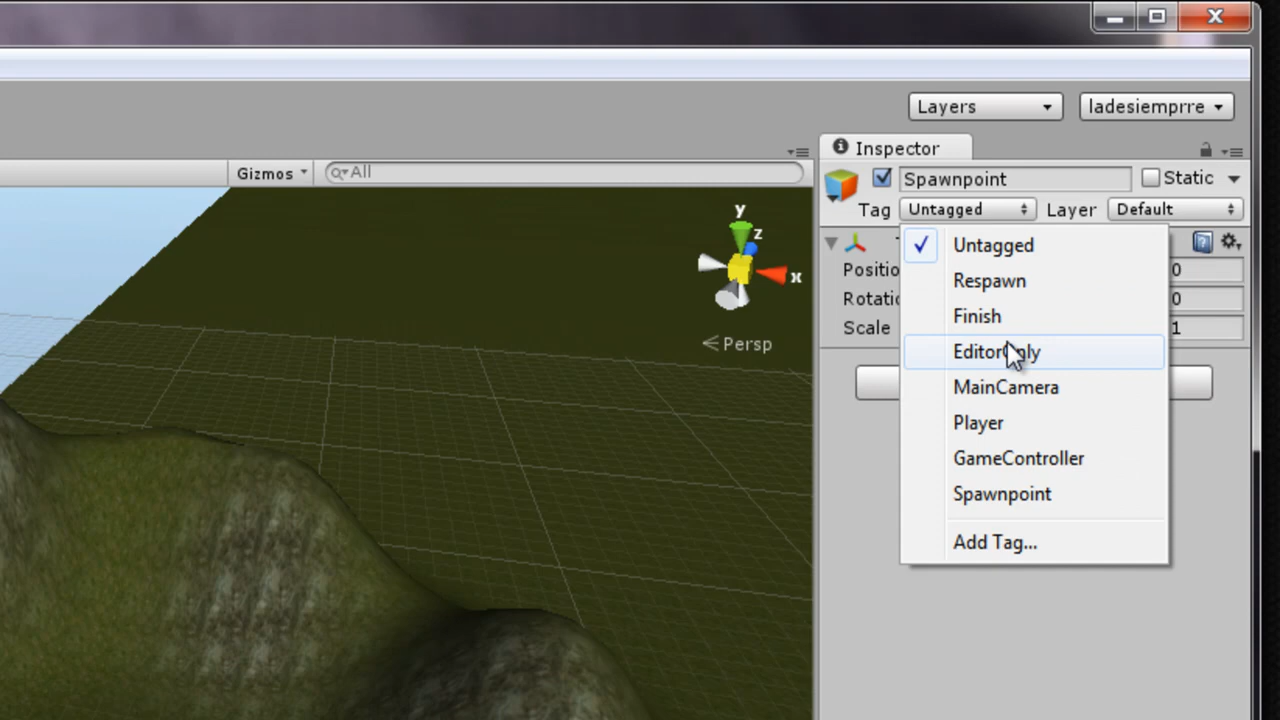 Layers
ladesiemprre
Inspector
Gizmos
All
Spawnpoint
Static
Tag
Untagged
Layer
Default
Untagged
Respawn
Finish
EditorOnly
MainCamera
Player
GameController
Spawnpoint
Add Tag...
Positio
0
Rotatio
0
Scale
1
y
z
x
Persp